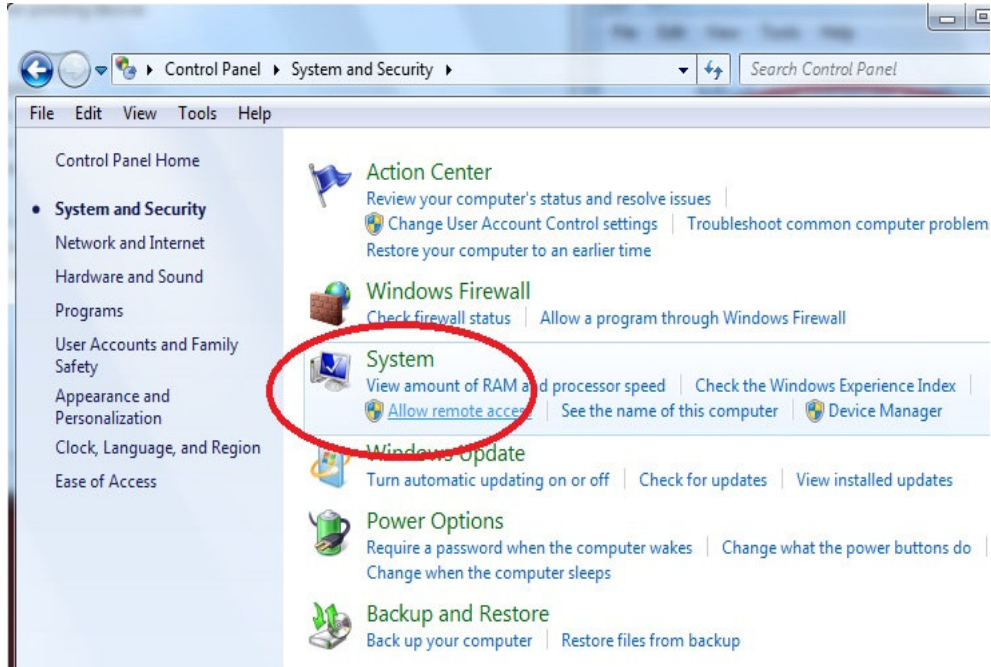 File Edit View Tools Help
Control Panel System and Security Search Control Panel
File Edit View Tools Help
Control Panel Home
System and Security
Network and Internet
Hardware and Sound
Programs
User Accounts and Family
Safety
Appearance and
Personalization
Clock, Language, and Region
Ease of Access
Action Center
Review your computer's status and resolve issues
Change User Account Control settings Troubleshoot common computer problem
Restore your computer to an earlier time
Windows Firewall
Check firewall status Allow a program through Windows Firewall
System
View amount of RAM and processor speed Check the Windows Experience Index
Allow remote access See the name of this computer Device Manager
Windows Update
Turn automatic updating on or off Check for updates View installed updates
Power Options
Require a password when the computer wakes Change what the power buttons do
Change when the computer sleeps
Backup and Restore
Back up your computer Restore files from backup